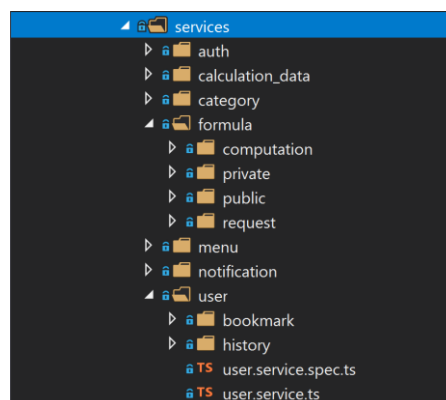 services
auth
calculation_data
category
formula
computation
private
public
request
menu
notification
user
bookmark
history
TS user.service.spec.ts
TS user.service.ts